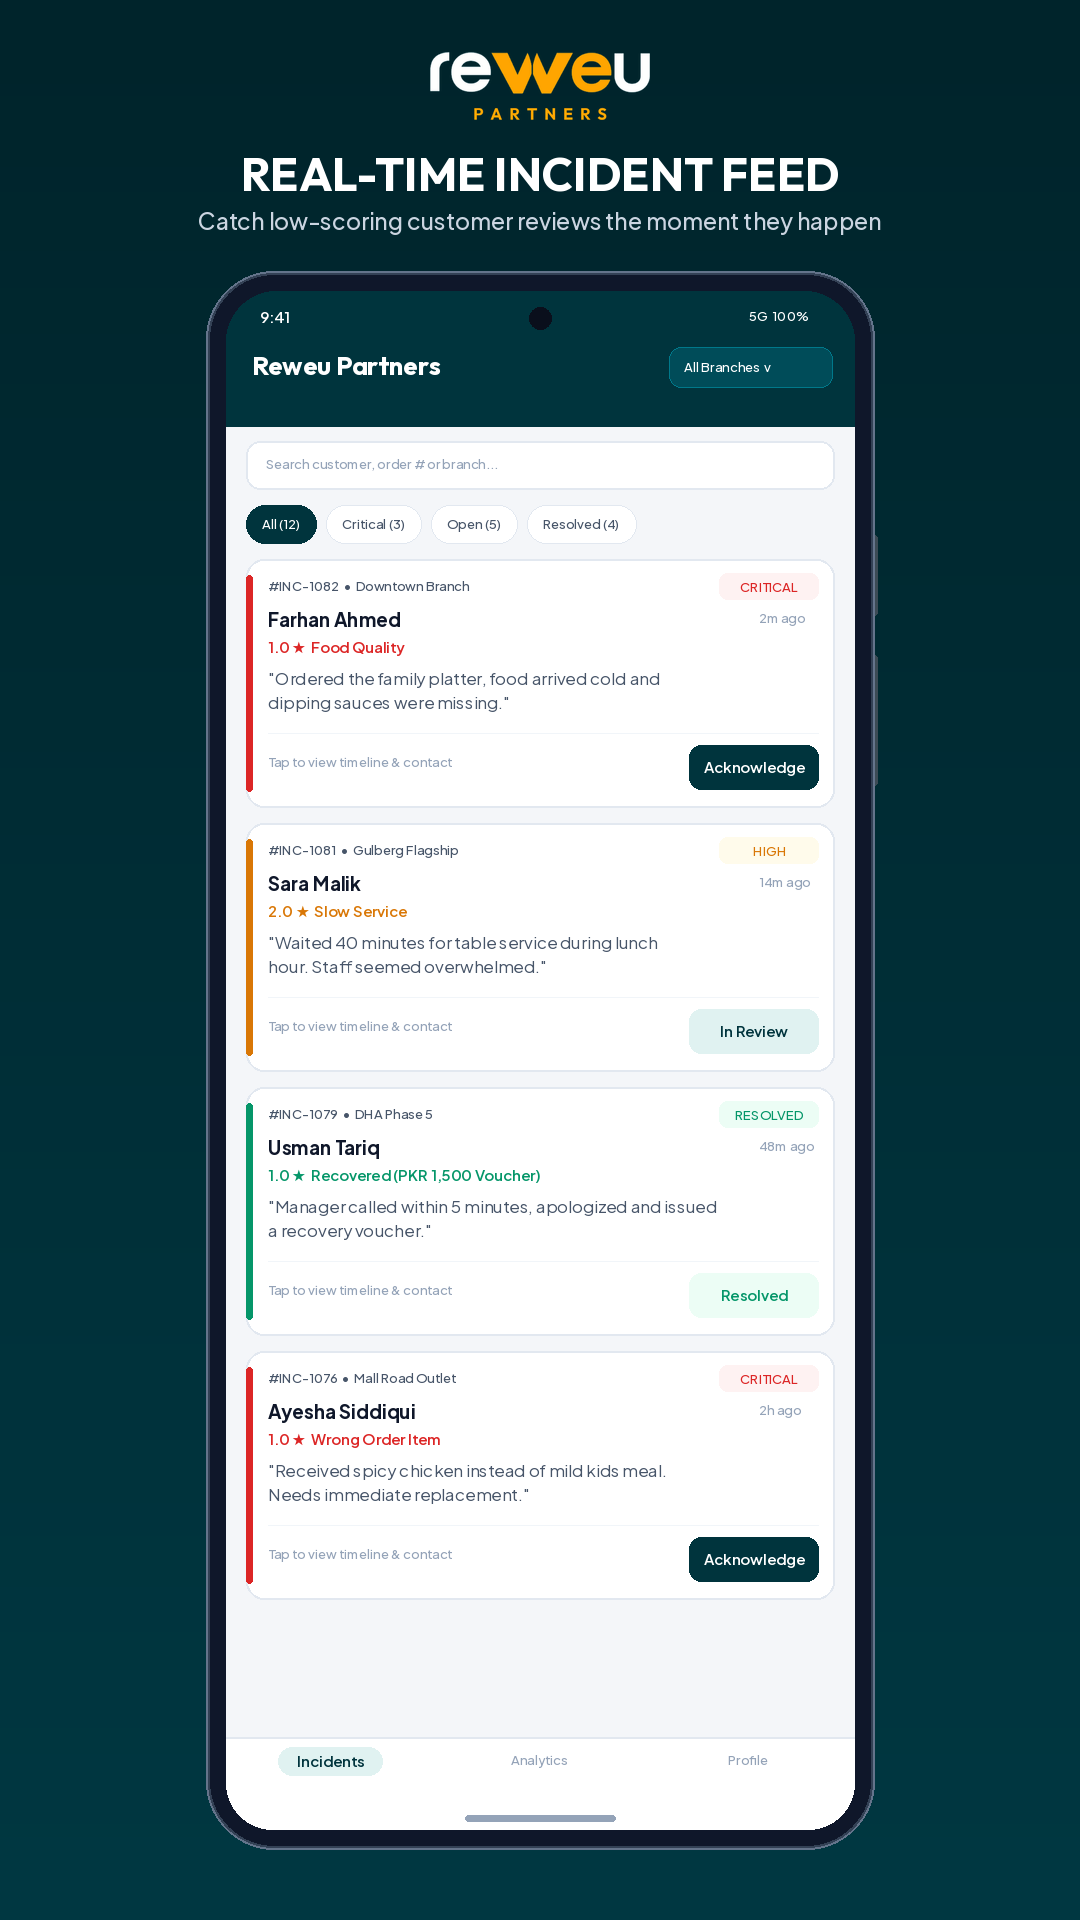 reweu
PARTNERS
REAL-TIME INCIDENT FEED
Catch low-scoring customer reviews the moment they happen
9:41
5G 100%
Reweu Partners
All Branches v
Search customer, order # or branch...
All (12)
Critical (3)
Open (5)
Resolved (4)
#INC-1082 • Downtown Branch
CRITICAL
Farhan Ahmed
2m ago
1.0 ★ Food Quality
"Ordered the family platter, food arrived cold and
dipping sauces were missing."
Tap to view timeline & contact
Acknowledge
#INC-1081 • Gulberg Flagship
HIGH
Sara Malik
14m ago
2.0 ★ Slow Service
"Waited 40 minutes for table service during lunch
hour. Staff seemed overwhelmed."
Tap to view timeline & contact
In Review
#INC-1079 • DHA Phase 5
RESOLVED
Usman Tariq
48m ago
1.0 ★ Recovered (PKR 1,500 Voucher)
"Manager called within 5 minutes, apologized and issued
a recovery voucher."
Tap to view timeline & contact
Resolved
#INC-1076 • Mall Road Outlet
CRITICAL
Ayesha Siddiqui
2h ago
1.0 ★ Wrong Order Item
"Received spicy chicken instead of mild kids meal.
Needs immediate replacement."
Tap to view timeline & contact
Acknowledge
Incidents
Analytics
Profile